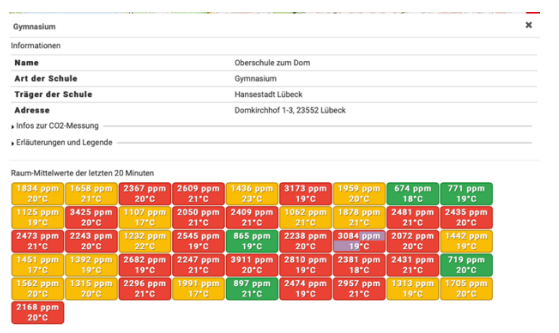 Gymnasium ×
Informationen
Name Oberschule zum Dom
Art der Schule Gymnasium
Träger der Schule Hansestadt Lübeck
Adresse Domkirchhof 1-3, 23552 Lübeck
Infos zur CO2-Messung
Erläuterungen und Legende
Raum-Mittelwerte der letzten 20 Minuten
1834 ppm 1658 ppm 2367 ppm 2609 ppm 1436 ppm 3173 ppm 1959 ppm 674 ppm 771 ppm
20°C 21°C 20°C 21°C 23°C 19°C 20°C 18°C 19°C
1125 ppm 3425 ppm 1107 ppm 2050 ppm 2409 ppm 1062 ppm 1878 ppm 2481 ppm 2435 ppm
19°C 20°C 17°C 21°C 21°C 21°C 21°C 21°C 20°C
2473 ppm 2243 ppm 1232 ppm 2545 ppm 865 ppm 2238 ppm 3084 ppm 2072 ppm 1442 ppm
21°C 20°C 22°C 19°C 19°C 20°C 19°C 20°C 19°C
1451 ppm 1392 ppm 2682 ppm 2247 ppm 3911 ppm 2810 ppm 2381 ppm 2431 ppm 719 ppm
17°C 19°C 19°C 21°C 20°C 19°C 18°C 21°C 20°C
1562 ppm 1315 ppm 2296 ppm 1991 ppm 897 ppm 2474 ppm 2957 ppm 1313 ppm 1705 ppm
20°C 20°C 21°C 17°C 21°C 19°C 21°C 19°C 20°C
2168 ppm
20°C